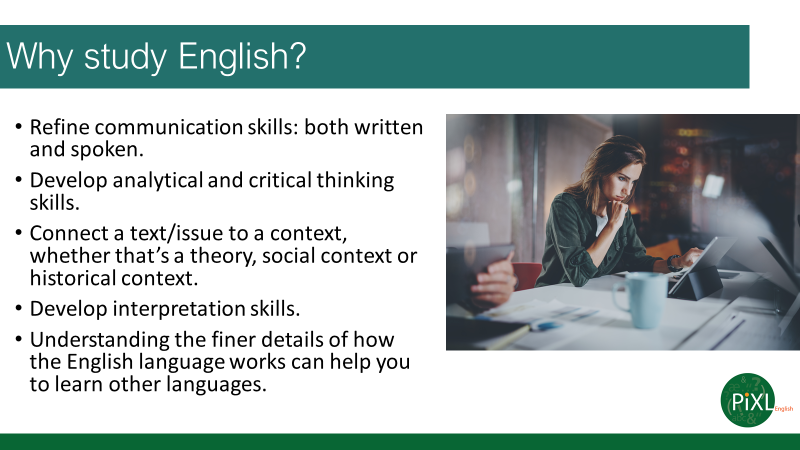 Why study English?
• Refine communication skills: both written
and spoken.
• Develop analytical and critical thinking
skills.
• Connect a text/issue to a context,
whether that’s a theory, social context or
historical context.
• Develop interpretation skills.
• Understanding the finer details of how
the English language works can help you
to learn other languages.
PiXL
English